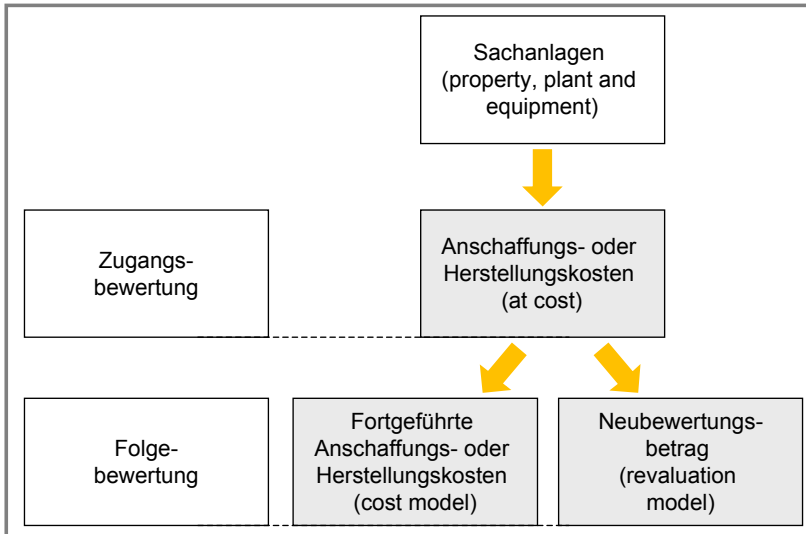 Sachanlagen
(property, plant and
equipment)
Zugangs-
bewertung
Anschaffungs- oder
Herstellungskosten
(at cost)
Folge-
bewertung
Fortgeführte
Anschaffungs- oder
Herstellungskosten
(cost model)
Neubewertungs-
betrag
(revaluation
model)